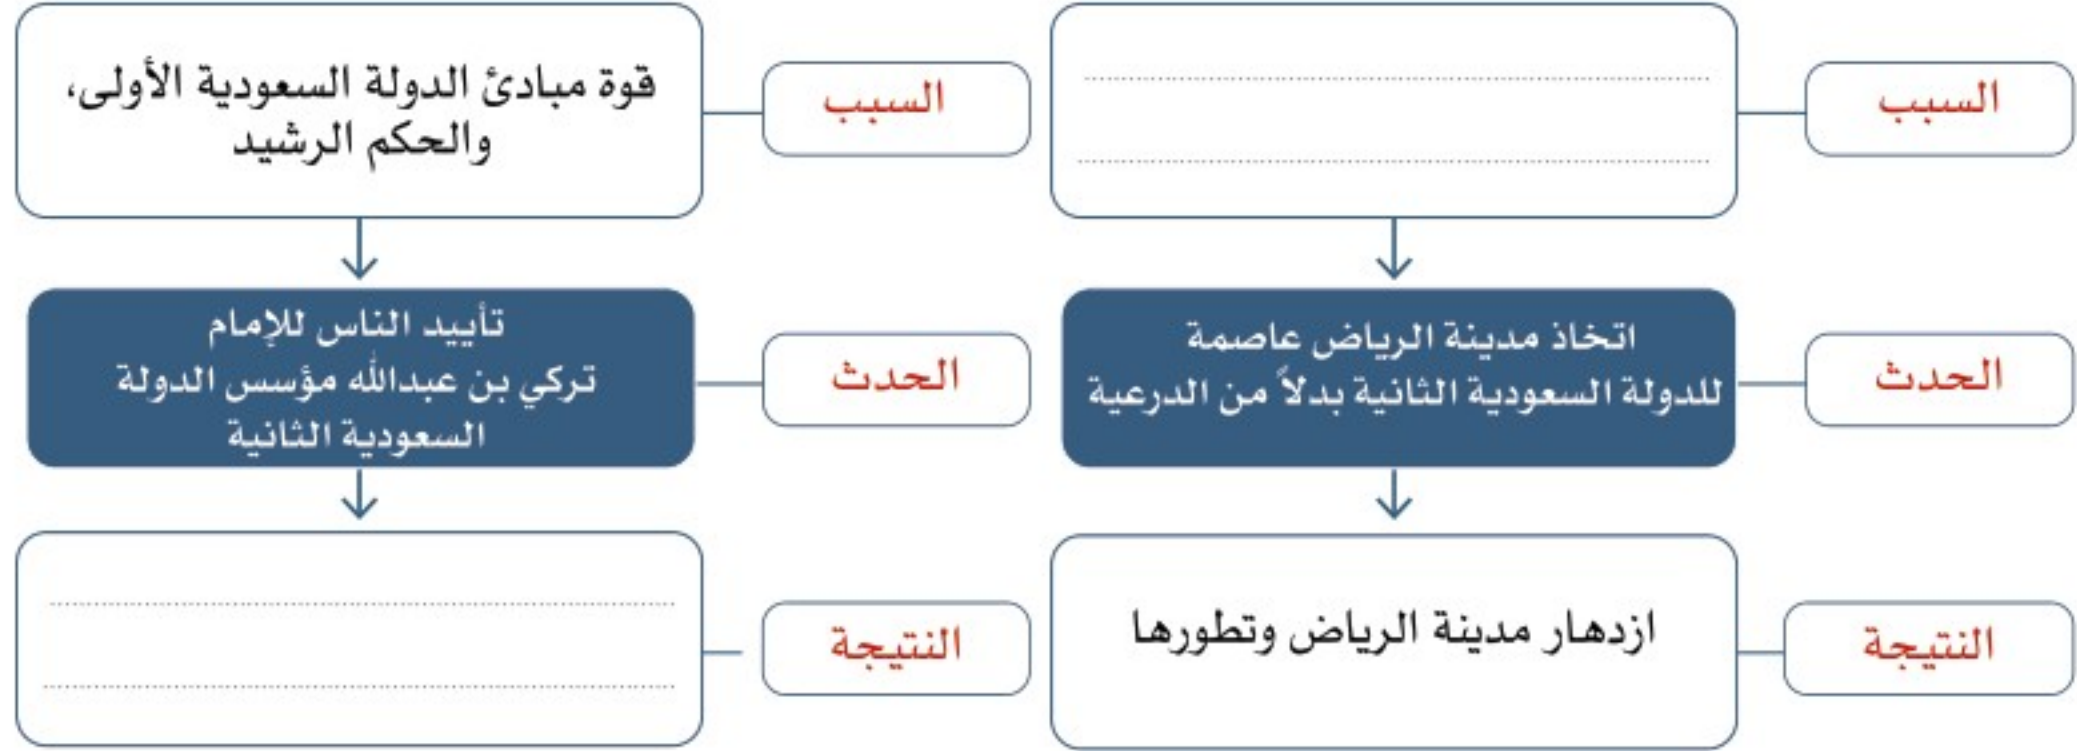 السبب
السبب
قوة مبادئ الدولة السعودية الأولى،
والحكم الرشيد
الحدث
اتخاذ مدينة الرياض عاصمة
للدولة السعودية الثانية بدلاً من الدرعية
الحدث
تأييد الناس للإمام
تركي بن عبدالله مؤسس الدولة
السعودية الثانية
النتيجة
ازدهار مدينة الرياض وتطورها
النتيجة